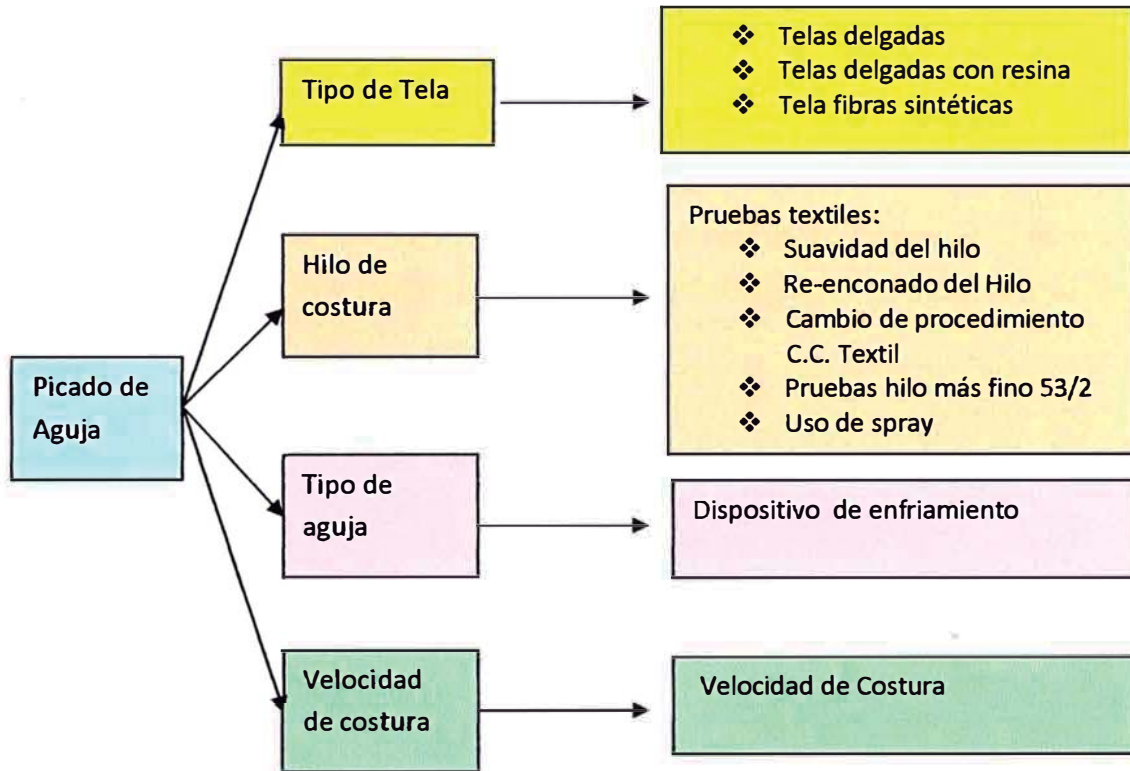 Picado de
Aguja
Tipo de Tela
❖ Telas delgadas
❖ Telas delgadas con resina
❖ Tela fibras sintéticas
Hilo de
costura
Pruebas textiles:
❖ Suavidad del hilo
❖ Re-enconado del Hilo
❖ Cambio de procedimiento
C.C. Textil
❖ Pruebas hilo más fino 53/2
❖ Uso de spray
Tipo de
aguja
Dispositivo de enfriamiento
Velocidad
de costura
Velocidad de Costura